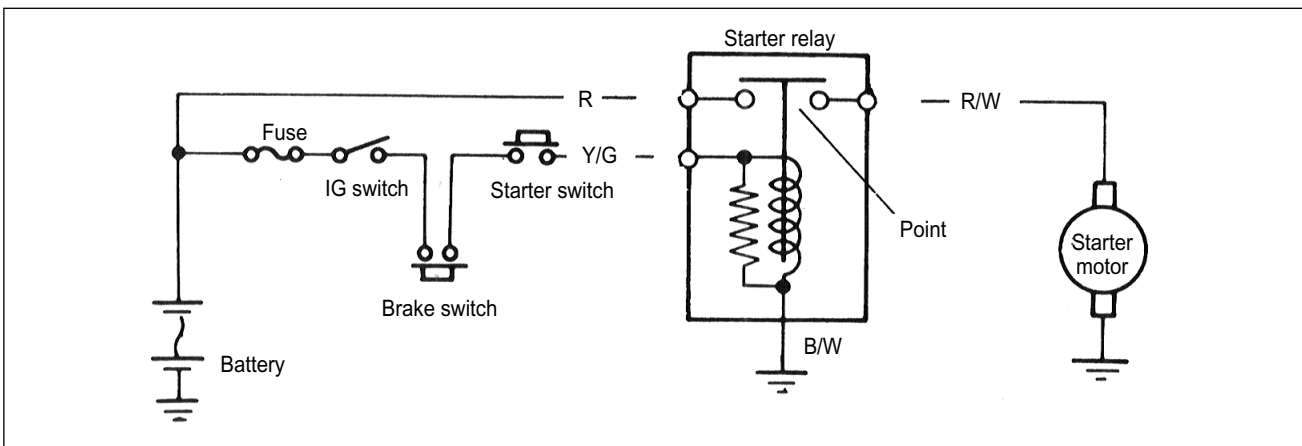 Starter relay
R
R/W
Fuse
Y/G
IG switch
Starter switch
Point
Starter
motor
Brake switch
B/W
Battery